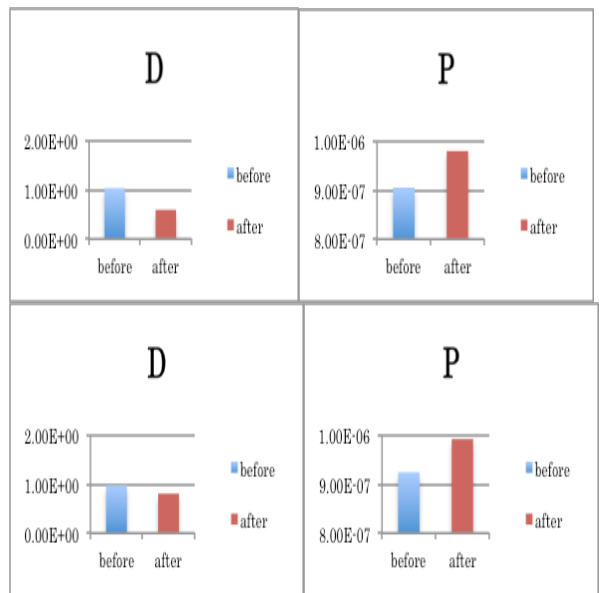 D
2.00E+00
1.00E+00
0.00E+00
before
after
before
after
P
1.00E-06
9.00E-07
8.00E-07
before
after
before
after
D
2.00E+00
1.00E+00
0.00E+00
before
after
before
after
P
1.00E-06
9.00E-07
8.00E-07
before
after
before
after